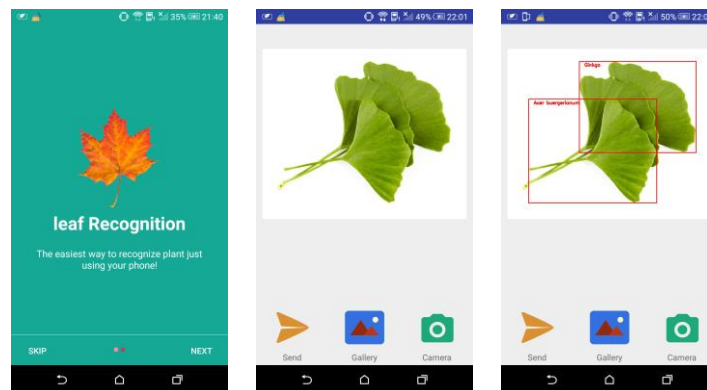 35% 21:40
leaf Recognition
The easiest way to recognize plant just
using your phone!
SKIP
NEXT
49% 22:01
Send
Gallery
Camera
50% 22:0
Ginkgo
Acer buergerianum
Send
Gallery
Camera